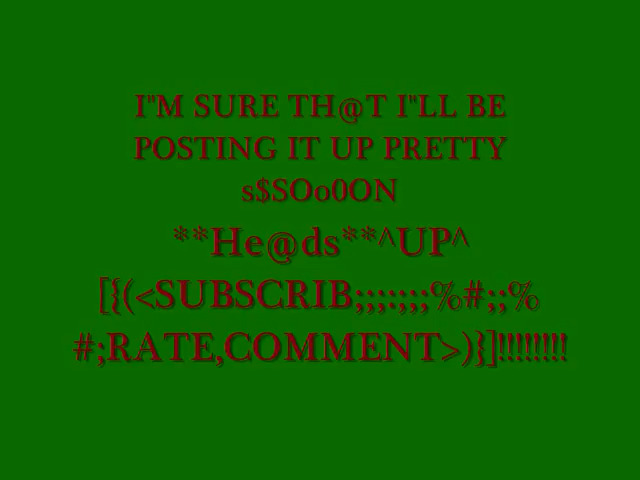 I"M SURE TH@T I"LL BE
POSTING IT UP PRETTY
s$SOo0ON
**He@ds**^UP^
[{(<SUBSCRIB;;;:;;;%#;;%
#;RATE,COMMENT>)}]!!!!!!!!